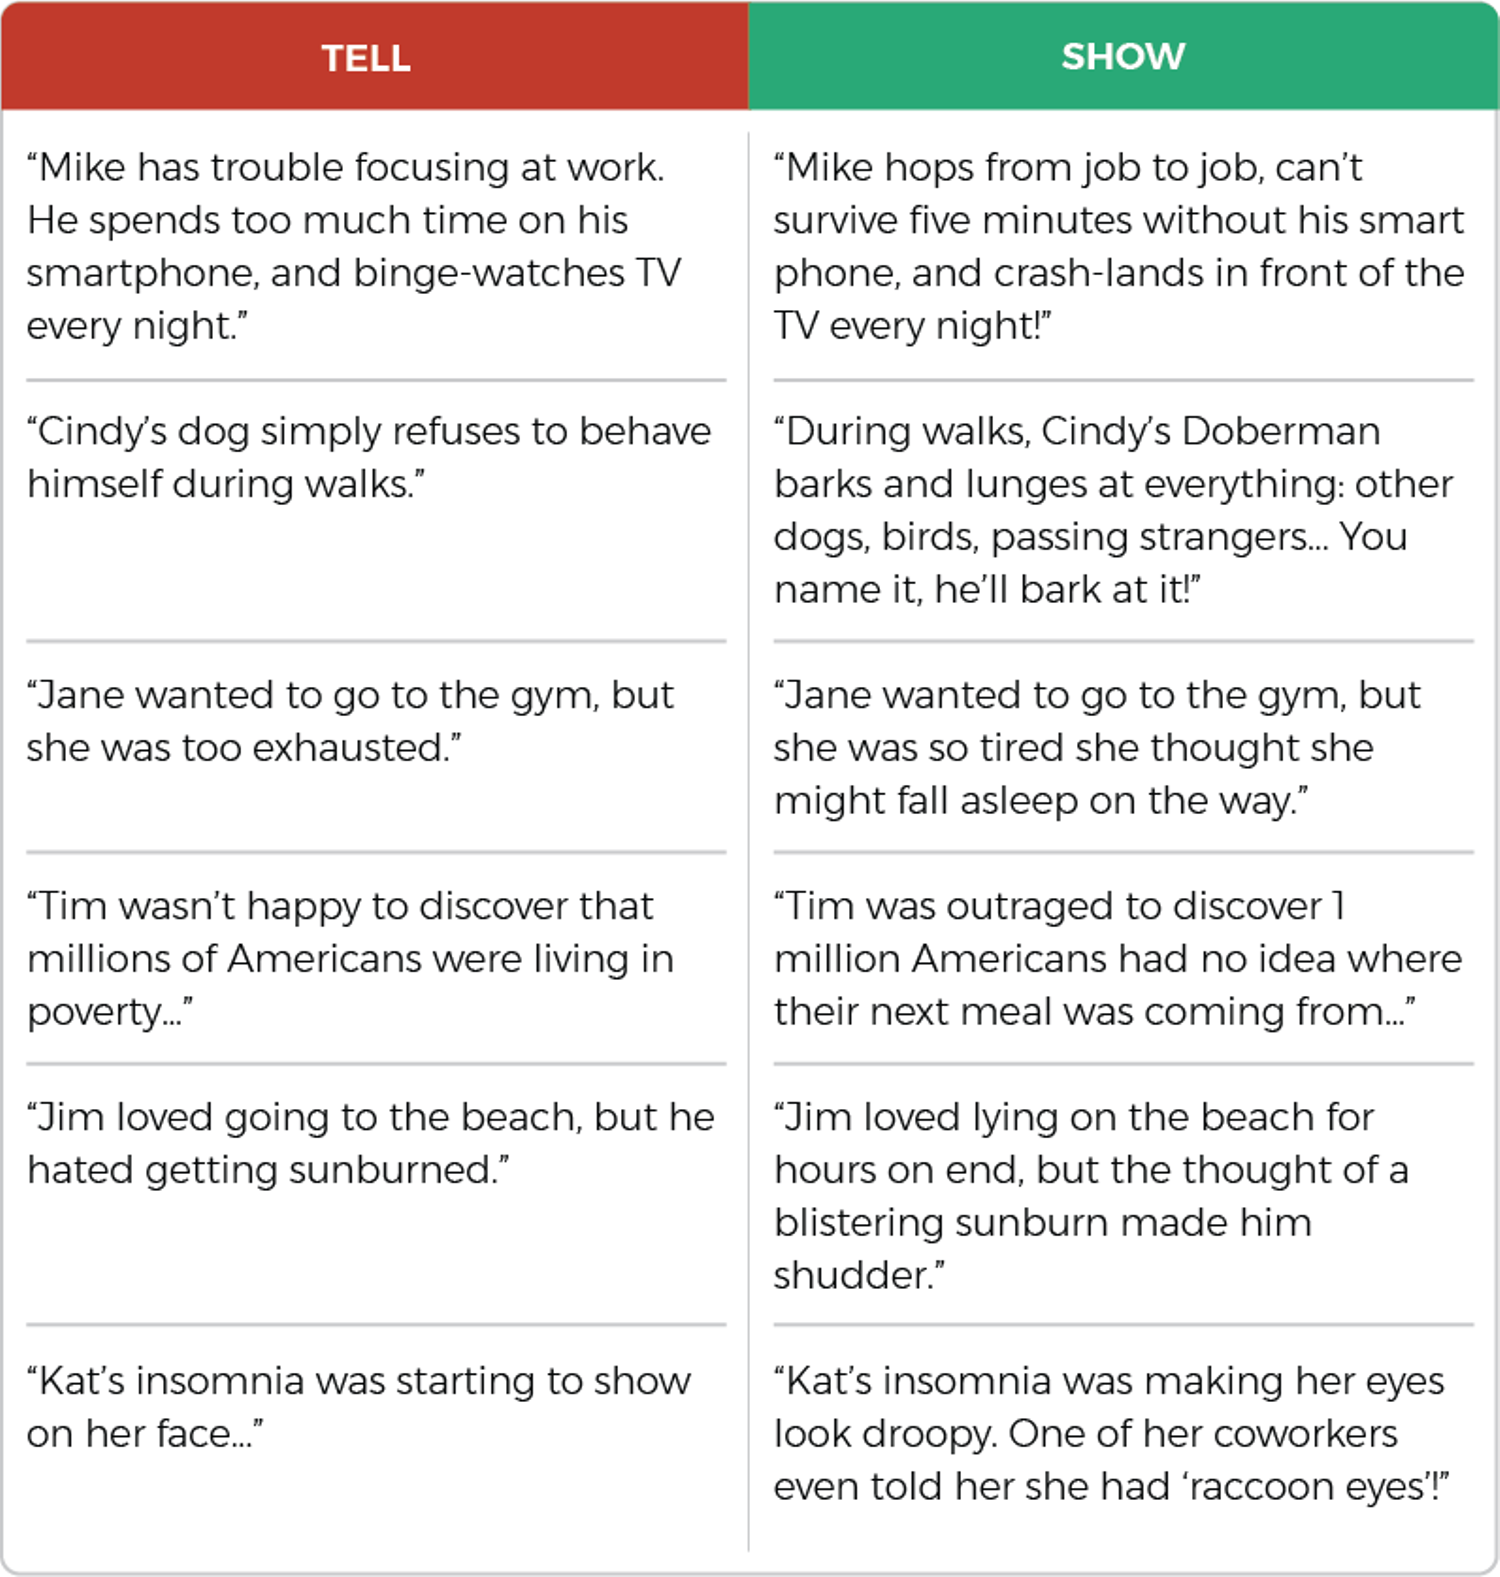 TELL
SHOW
“Mike has trouble focusing at work.
He spends too much time on his
smartphone, and binge-watches TV
every night.”
“Mike hops from job to job, can’t
survive five minutes without his smart
phone, and crash-lands in front of the
TV every night!”
“Cindy’s dog simply refuses to behave
himself during walks.”
“During walks, Cindy’s Doberman
barks and lunges at everything: other
dogs, birds, passing strangers... You
name it, he’ll bark at it!”
“Jane wanted to go to the gym, but
she was too exhausted.”
“Jane wanted to go to the gym, but
she was so tired she thought she
might fall asleep on the way.”
“Tim wasn’t happy to discover that
millions of Americans were living in
poverty...”
“Tim was outraged to discover 1
million Americans had no idea where
their next meal was coming from...”
“Jim loved going to the beach, but he
hated getting sunburned.”
“Jim loved lying on the beach for
hours on end, but the thought of a
blistering sunburn made him
shudder.”
“Kat’s insomnia was starting to show
on her face...”
“Kat’s insomnia was making her eyes
look droopy. One of her coworkers
even told her she had ‘raccoon eyes’!”